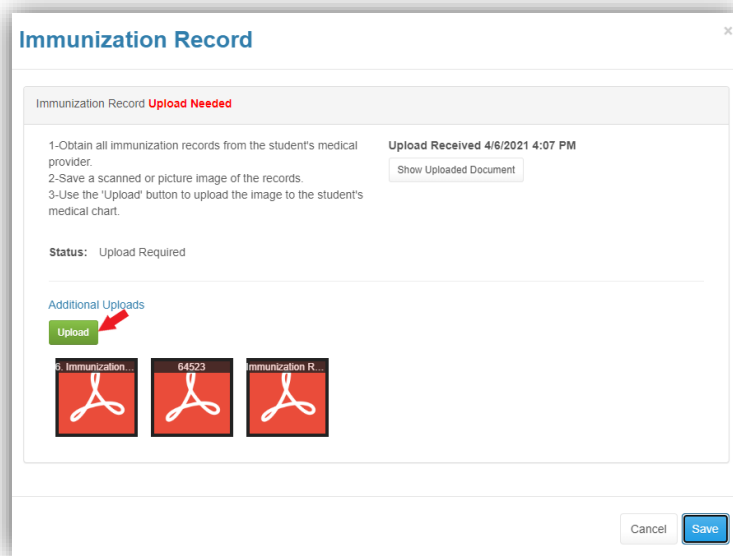 Immunization Record
×
Immunization Record Upload Needed
1-Obtain all immunization records from the student's medical
provider.
2-Save a scanned or picture image of the records.
3-Use the 'Upload' button to upload the image to the student's
medical chart.
Upload Received 4/6/2021 4:07 PM
Show Uploaded Document
Status: Upload Required
Additional Uploads
Upload
6. Immunization...
64523
Immunization R...
Cancel
Save